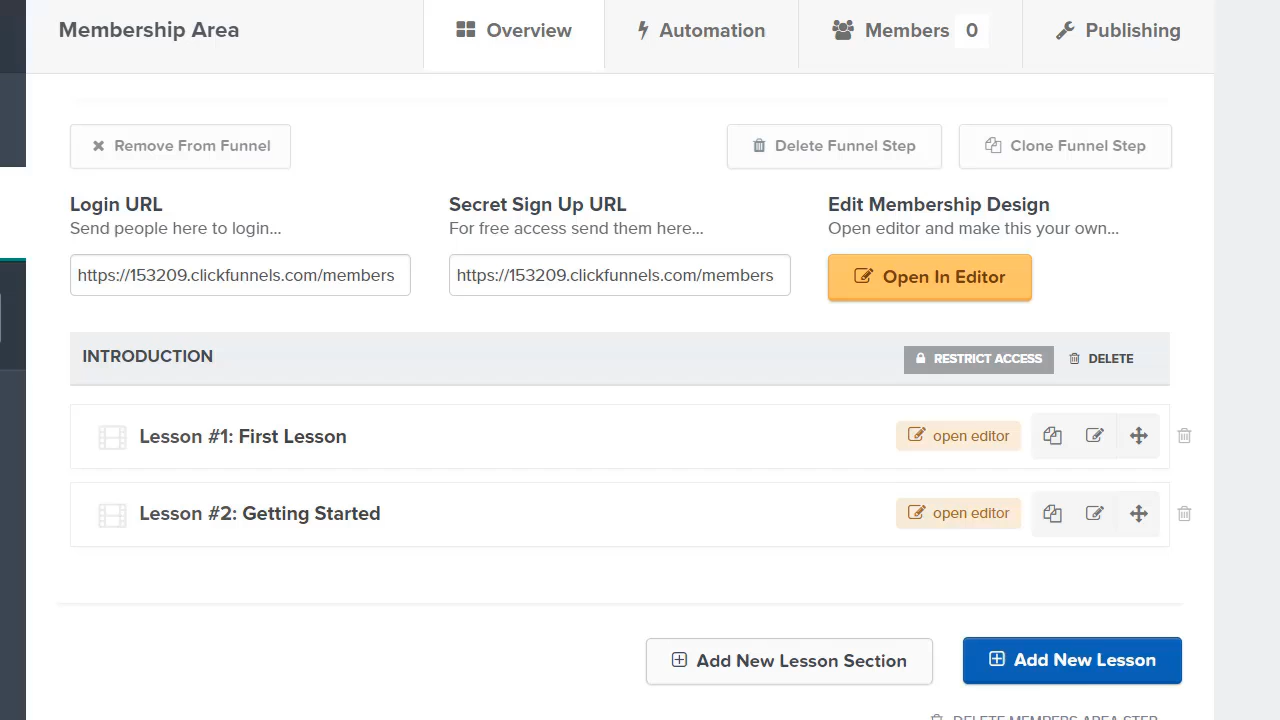 Membership Area
Overview
Automation
Members 0
Publishing
Remove From Funnel
Delete Funnel Step
Clone Funnel Step
Login URL
Send people here to login...
https://153209.clickfunnels.com/members
Secret Sign Up URL
For free access send them here...
https://153209.clickfunnels.com/members
Edit Membership Design
Open editor and make this your own...
Open In Editor
INTRODUCTION
RESTRICT ACCESS
DELETE
Lesson #1: First Lesson
open editor
Lesson #2: Getting Started
open editor
Add New Lesson Section
Add New Lesson
DELETE MEMBERS AREA STEP